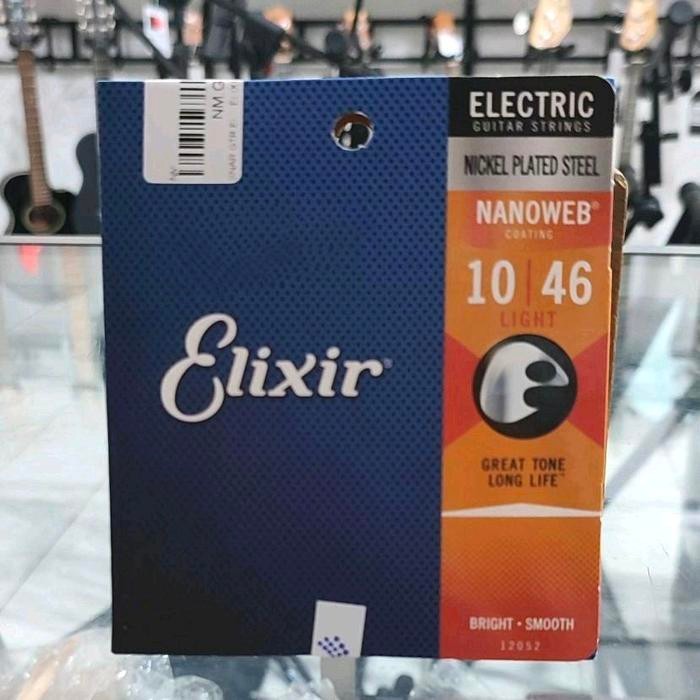 NM G
ELECTRIC
GUITAR STRINGS
NICKEL PLATED STEEL
NANOWEB®
COATING
10 | 46
LIGHT
Elixir®
GREAT TONE
LONG LIFE™
BRIGHT • SMOOTH
12052